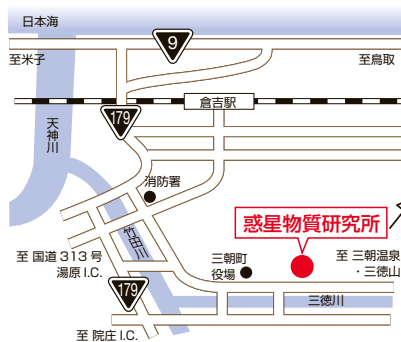 日本海
9
至米子
至鳥取
倉吉駅
179
天神川
消防署
惑星物質研究所
竹田川
至 国道313号
湯原I.C.
三朝町
役場
至 三朝温泉
・三徳山
179
三徳川
至 院庄I.C.